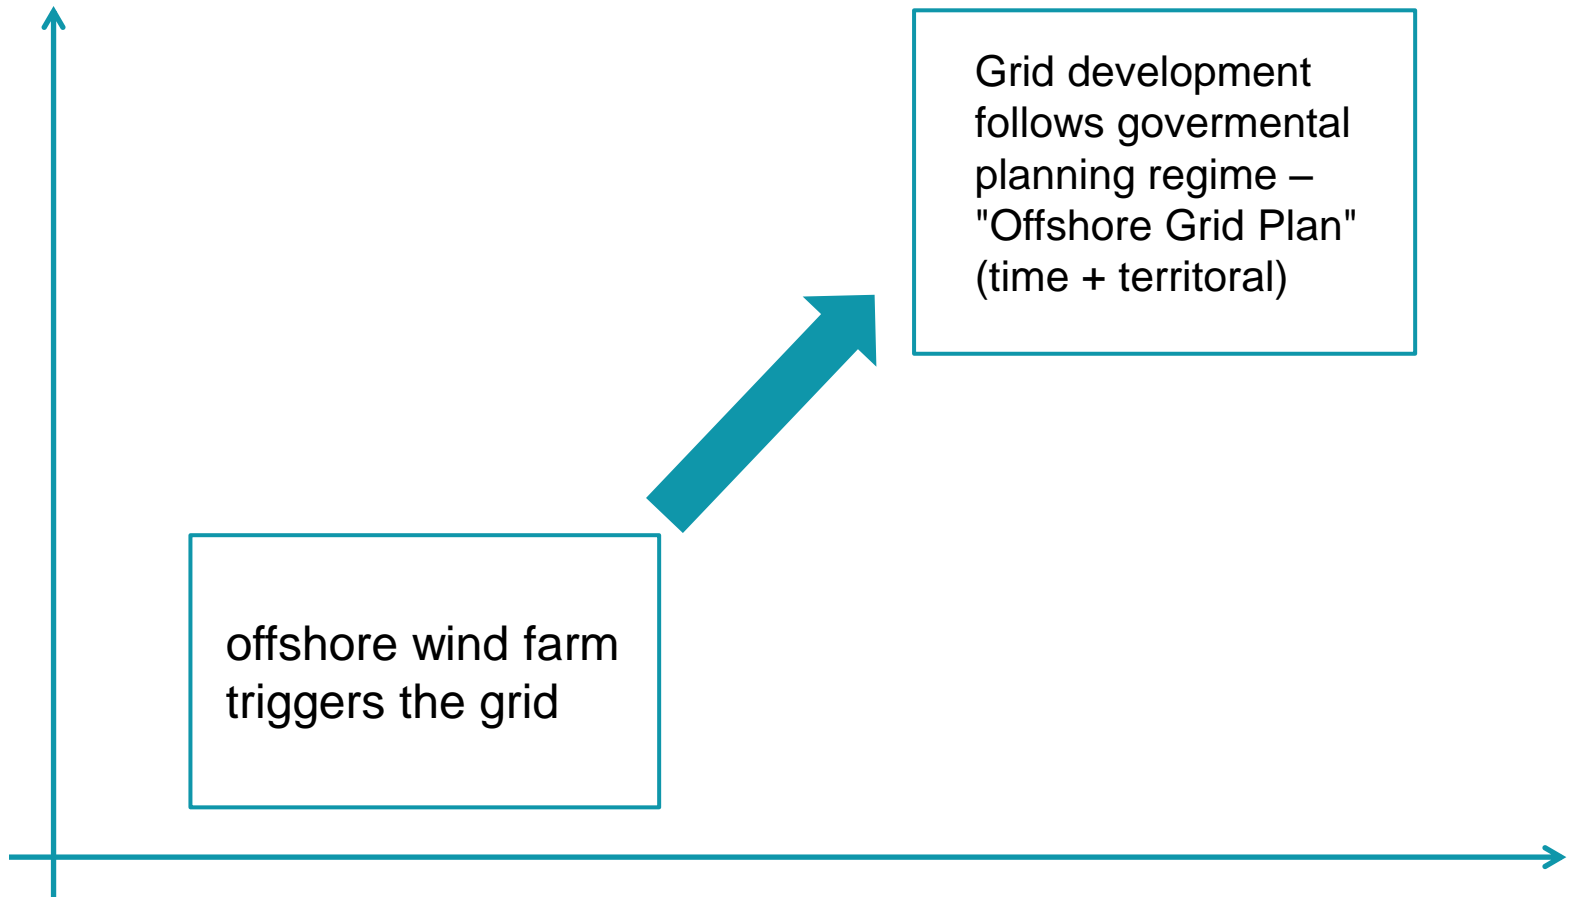 Grid development
follows govermental
planning regime –
"Offshore Grid Plan"
(time + territoral)
offshore wind farm
triggers the grid